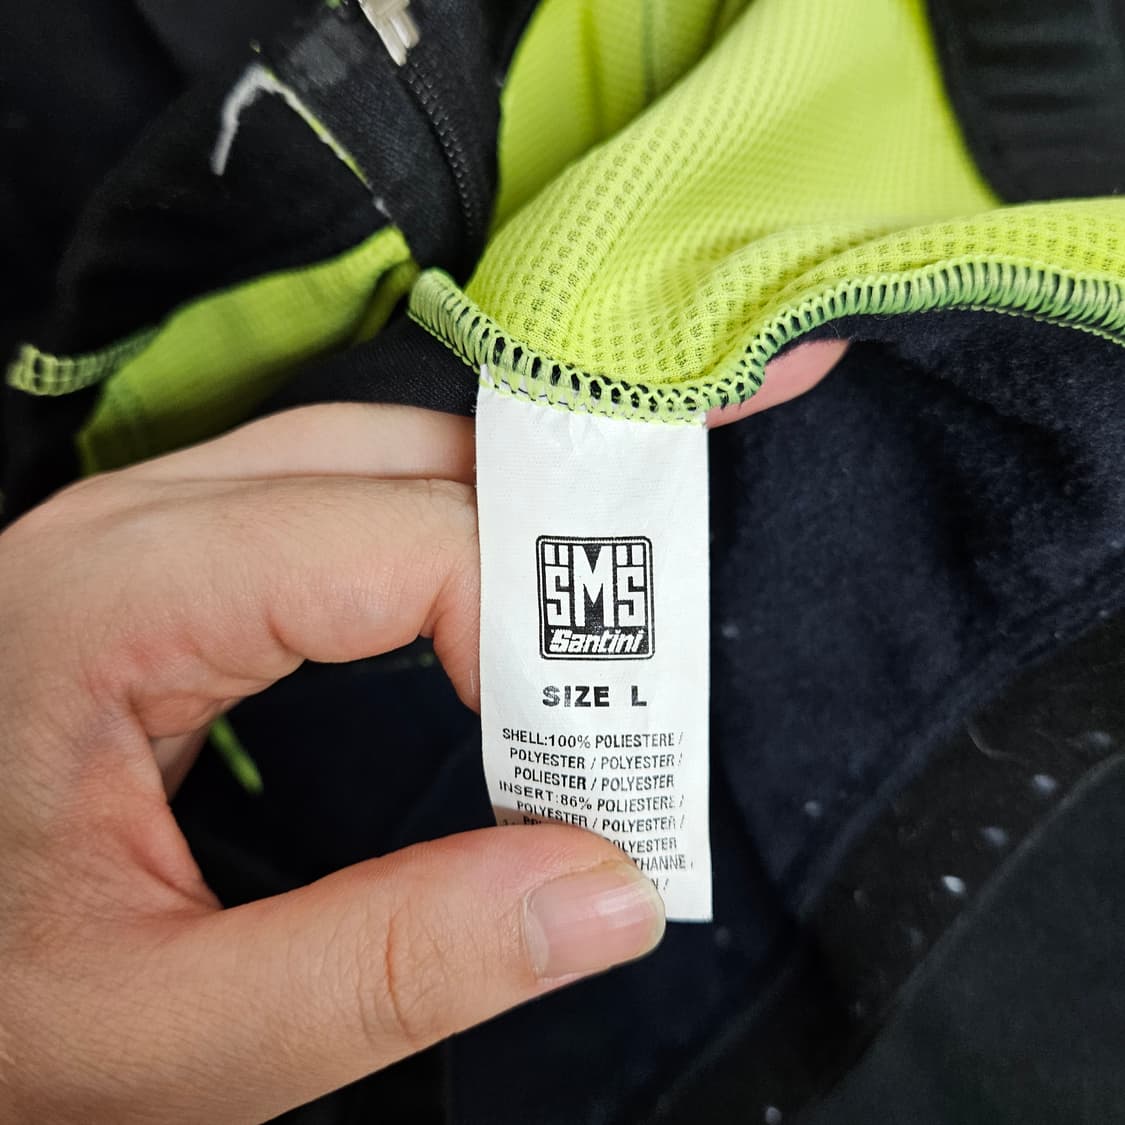 SMS
Santini
SIZE L
SHELL:100% POLIESTERE /
POLYESTER / POLYESTER /
POLIESTER / POLYESTER
INSERT:86% POLIESTERE /
POLYESTER / POLYESTER /